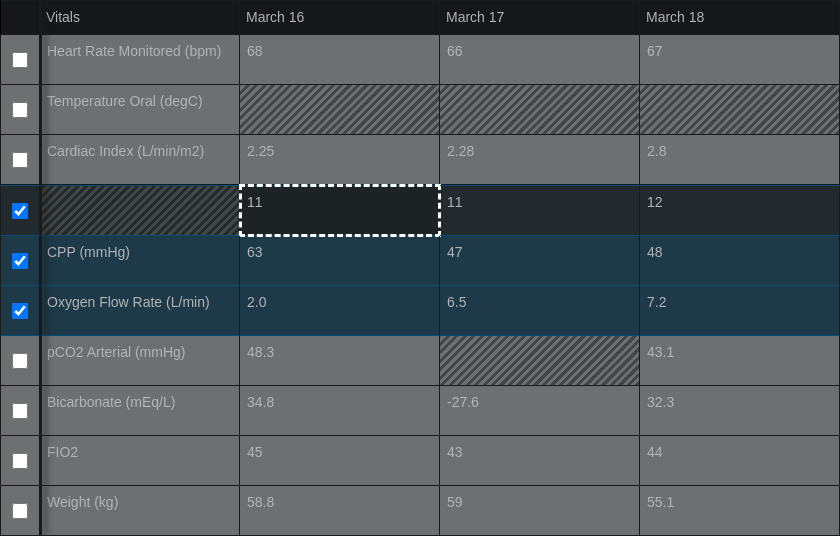 Vitals March 16 March 17 March 18
Heart Rate Monitored (bpm) 68 66 67
Temperature Oral (degC)
Cardiac Index (L/min/m2) 2.25 2.28 2.8
11 11 12
CPP (mmHg) 63 47 48
Oxygen Flow Rate (L/min) 2.0 6.5 7.2
pCO2 Arterial (mmHg) 48.3 43.1
Bicarbonate (mEq/L) 34.8 -27.6 32.3
FIO2 45 43 44
Weight (kg) 58.8 59 55.1